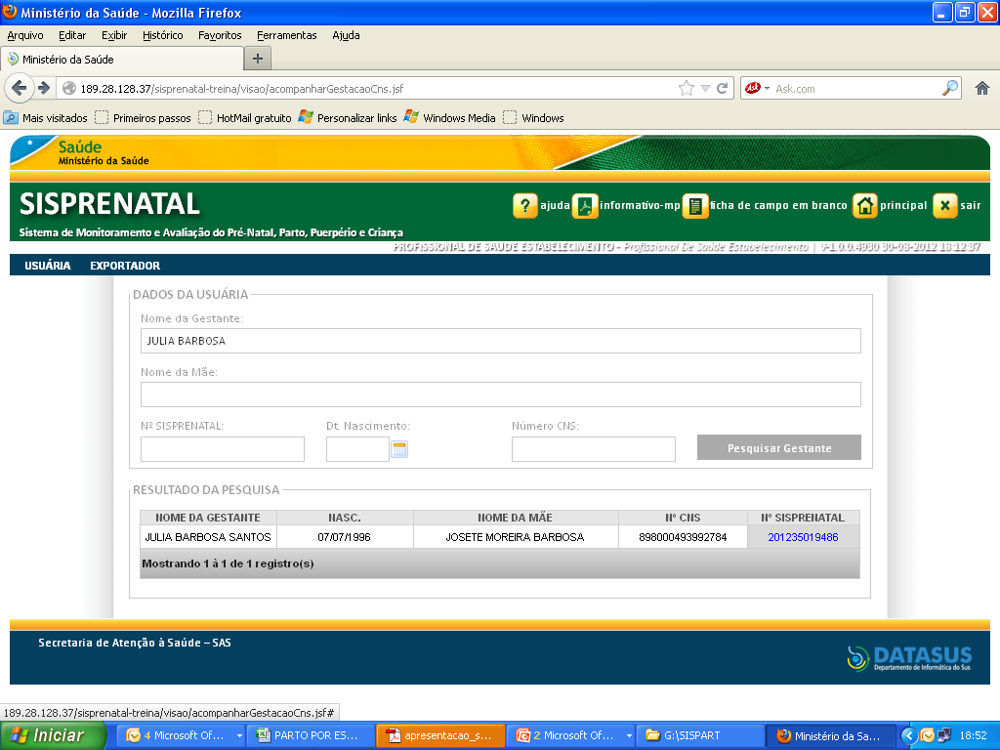 Ministério da Saúde - Mozilla Firefox
Arquivo Editar Exibir Histórico Favoritos Ferramentas Ajuda
Ministério da Saúde
189.28.128.37/sisprenatal-treina/visao/acompanharGestacaoCns.jsf
Ask Ask.com
Mais visitados Primeiros passos HotMail gratuito Personalizar links Windows Media Windows
Saúde
Ministério da Saúde
SISPRENATAL
? ajuda informativo-mp ficha de campo em branco principal sair
Sistema de Monitoramento e Avaliação do Pré-Natal, Parto, Puerpério e Criança
PROFISSIONAL DE SAUDE ESTABELECIMENTO - Profissional De Saude Estabelecimento | V-1.0.0.4930 30-08-2012 18:12:37
USUÁRIA EXPORTADOR
DADOS DA USUÁRIA
Nome da Gestante:
JULIA BARBOSA
Nome da Mãe:
Nº SISPRENATAL: Dt. Nascimento: Número CNS:
Pesquisar Gestante
RESULTADO DA PESQUISA
NOME DA GESTANTE NASC. NOME DA MÃE Nº CNS Nº SISPRENATAL
JULIA BARBOSA SANTOS 07/07/1996 JOSETE MOREIRA BARBOSA 898000493992784 201235019486
Mostrando 1 à 1 de 1 registro(s)
Secretaria de Atenção à Saúde – SAS
DATASUS
Departamento de Informática do Sus
189.28.128.37/sisprenatal-treina/visao/acompanharGestacaoCns.jsf#
Iniciar 4 Microsoft Of... PARTO POR ES... apresentacao_s... 2 Microsoft Of... G:\SISPART Ministério da Sa... 18:52